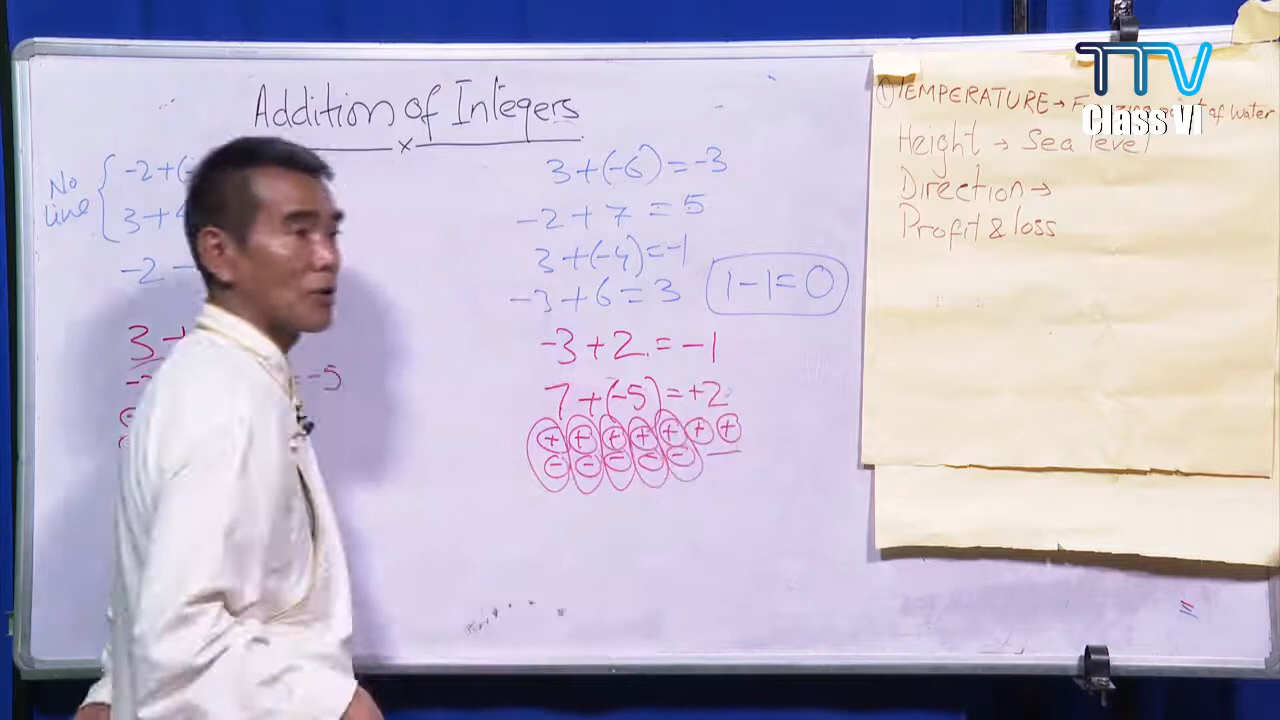 Addition of Integers
No
Line
-2+(-
3+4
-2 -
3+
= -5
3+(-6)=-3
-2+7=5
3+(-4)=-1
-3+6=3
1-1=0
-3+2=-1
7+(-5)=+2
+ + + + + + +
- - - - -
TTV
Class VI
① TEMPERATURE → of Water
Height → Sea level
Direction →
Profit & loss